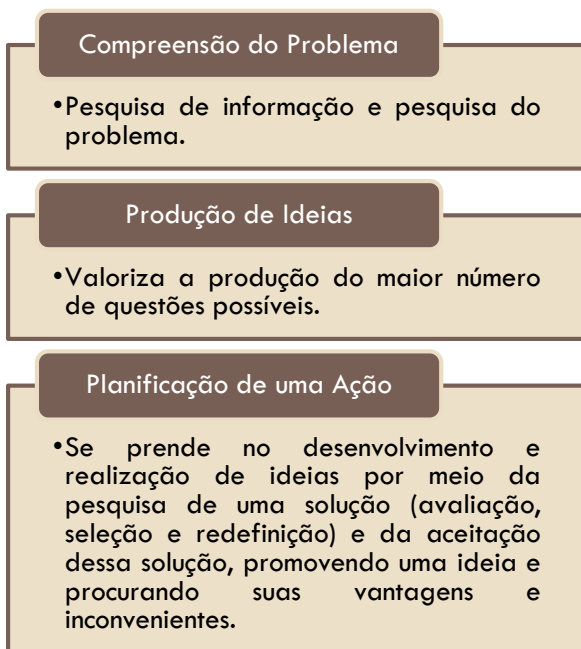 Compreensão do Problema
•Pesquisa de informação e pesquisa do
problema.
Produção de Ideias
•Valoriza a produção do maior número
de questões possíveis.
Planificação de uma Ação
•Se prende no desenvolvimento e
realização de ideias por meio da
pesquisa de uma solução (avaliação,
seleção e redefinição) e da aceitação
dessa solução, promovendo uma ideia e
procurando suas vantagens e
inconvenientes.